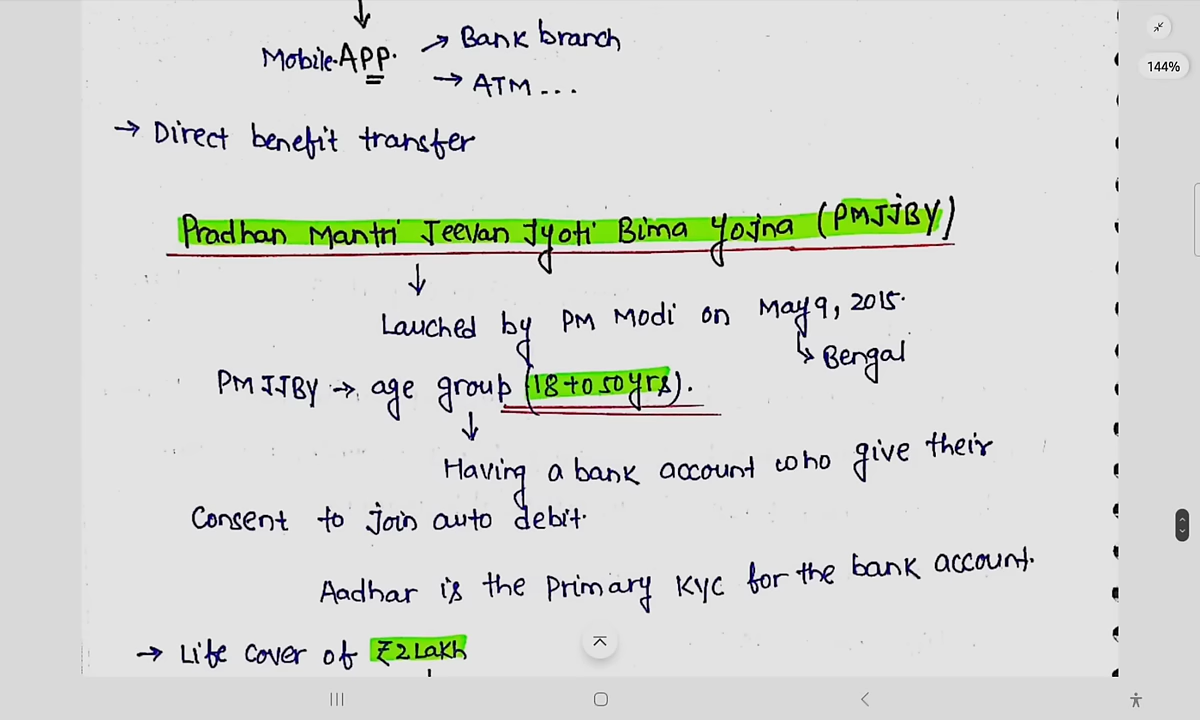 Mobile App.
→ Bank branch
→ ATM...
→ Direct benefit transfer
Pradhan Mantri Jeevan Jyoti Bima Yojna (PMJJBY)
Lauched by PM Modi on May 9, 2015.
↳ Bengal
PMJJBY → age group (18 to 50 yrs).
Having a bank account who give their
Consent to join auto debit.
Aadhar is the Primary KYC for the bank account.
→ Life cover of ₹2 Lakh
144%